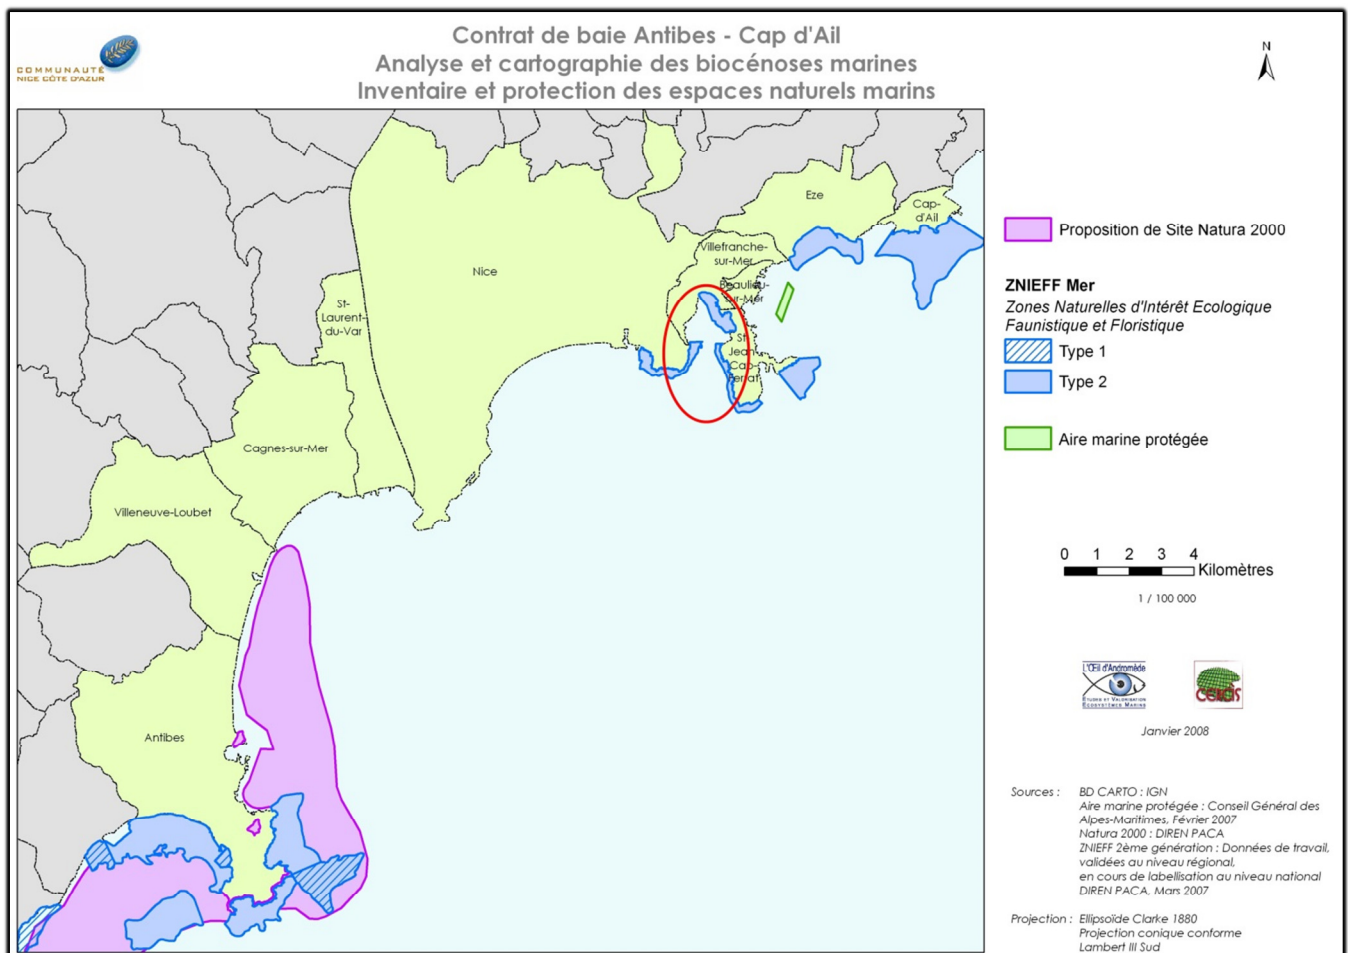 COMMUNAUTÉ
NICE CÔTE D'AZUR
Contrat de baie Antibes - Cap d'Ail
Analyse et cartographie des biocénoses marines
Inventaire et protection des espaces naturels marins
N
Eze
Cap-
d'Ail
Villefranche-
sur-Mer
Nice
Beaulieu-
sur-Mer
St-
Laurent-
du-Var
St-
Jean-
Cap-
Ferrat
Cagnes-sur-Mer
Villeneuve-Loubet
Antibes
Proposition de Site Natura 2000
ZNIEFF Mer
Zones Naturelles d'Intérêt Ecologique
Faunistique et Floristique
Type 1
Type 2
Aire marine protégée
0 1 2 3 4
Kilomètres
1 / 100 000
L'Œil d'Andromède
ETUDES ET VALORISATION
ECOSYSTÈMES MARINS
Janvier 2008
Sources : BD CARTO : IGN
Aire marine protégée : Conseil Général des
Alpes-Maritimes, Février 2007
Natura 2000 : DIREN PACA
ZNIEFF 2ème génération : Données de travail,
validées au niveau régional,
en cours de labellisation au niveau national
DIREN PACA, Mars 2007
Projection : Ellipsoïde Clarke 1880
Projection conique conforme
Lambert III Sud